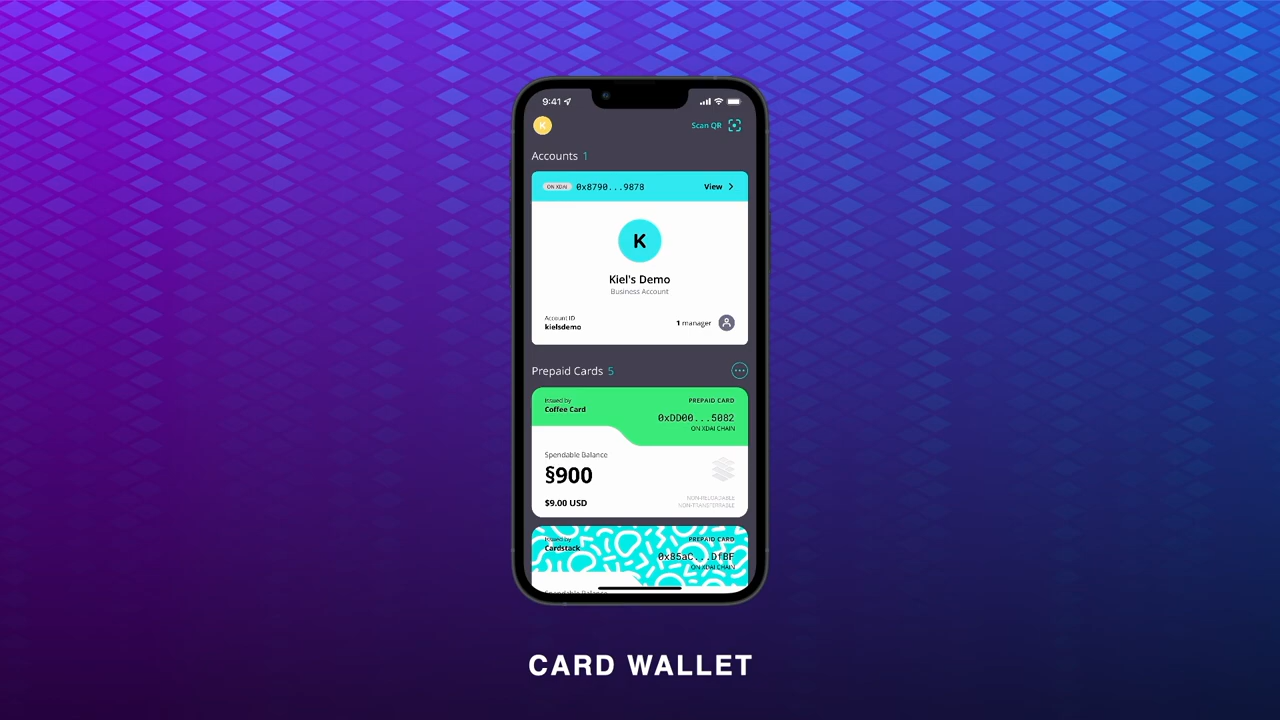 9:41
K
Scan QR
Accounts 1
ON XDAI 0x8790...9878 View
K
Kiel's Demo
Business Account
Account ID
kielsdemo
1 manager
Prepaid Cards 5
Issued by
Coffee Card
PREPAID CARD
0xDD00...5082
ON XDAI CHAIN
Spendable Balance
§900
$9.00 USD
NON-RELOADABLE
NON-TRANSFERRABLE
Issued by
Cardstack
PREPAID CARD
0x85aC...DfBF
ON XDAI CHAIN
Spendable Balance
CARD WALLET